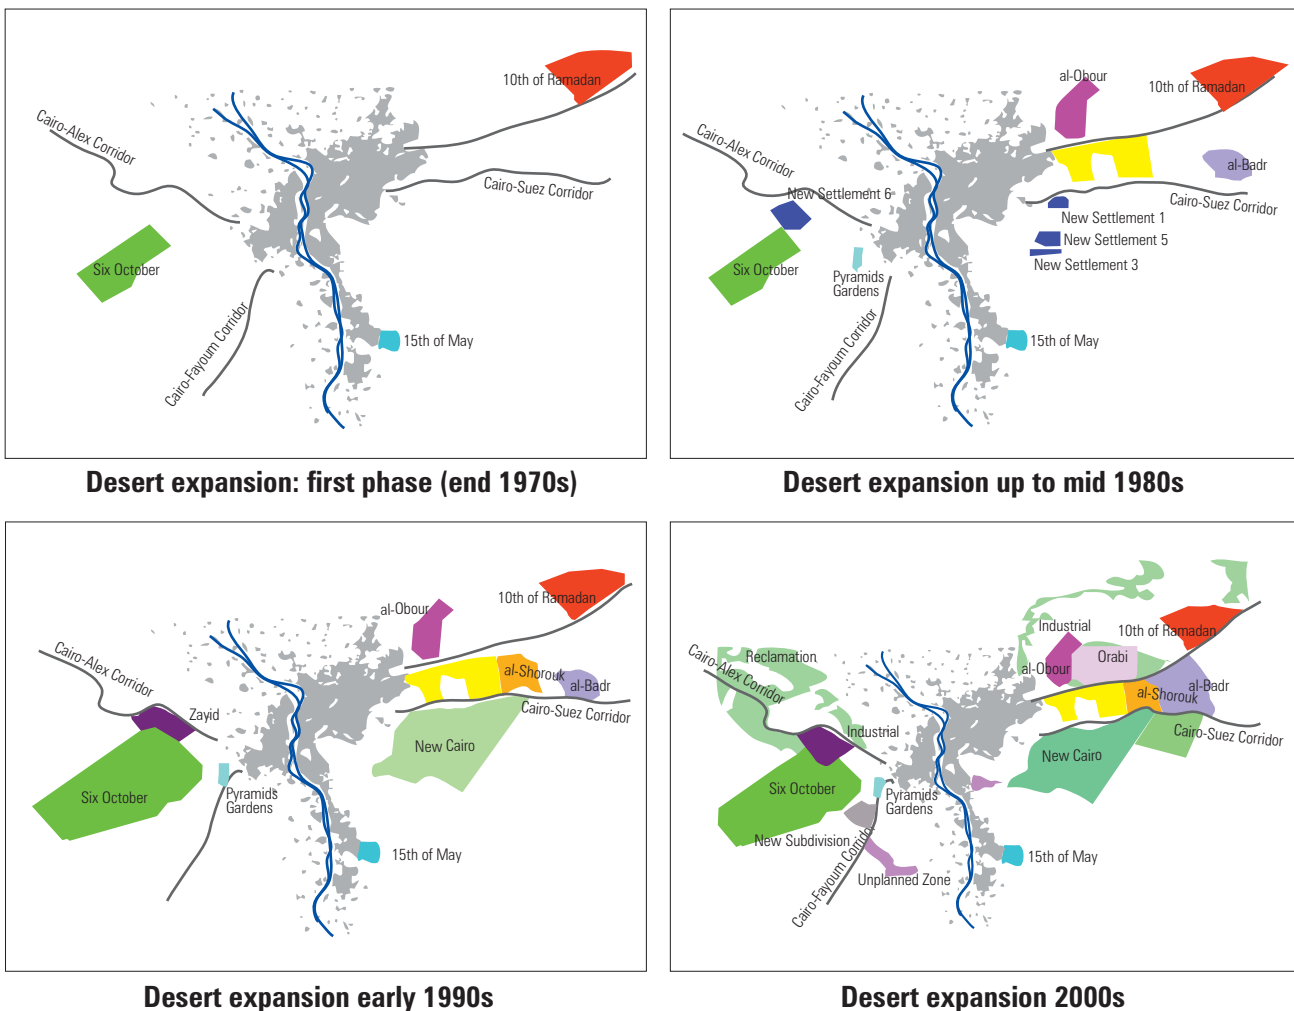 10th of Ramadan
Cairo-Alex Corridor
Cairo-Suez Corridor
Six October
Cairo-Fayoum Corridor
15th of May
Desert expansion: first phase (end 1970s)
al-Obour
10th of Ramadan
Cairo-Alex Corridor
al-Badr
New Settlement 6
Cairo-Suez Corridor
New Settlement 1
New Settlement 5
New Settlement 3
Six October
Pyramids
Gardens
Cairo-Fayoum Corridor
15th of May
Desert expansion up to mid 1980s
10th of Ramadan
al-Obour
Cairo-Alex Corridor
al-Shorouk
al-Badr
Zayid
Cairo-Suez Corridor
New Cairo
Six October
Pyramids
Gardens
15th of May
Desert expansion early 1990s
Industrial
10th of Ramadan
Reclamation
Orabi
al-Obour
Cairo-Alex Corridor
al-Badr
al-Shorouk
Industrial
Cairo-Suez Corridor
New Cairo
Six October
Pyramids
Gardens
New Subdivision
Cairo-Fayoum Corridor
Unplanned Zone
15th of May
Desert expansion 2000s